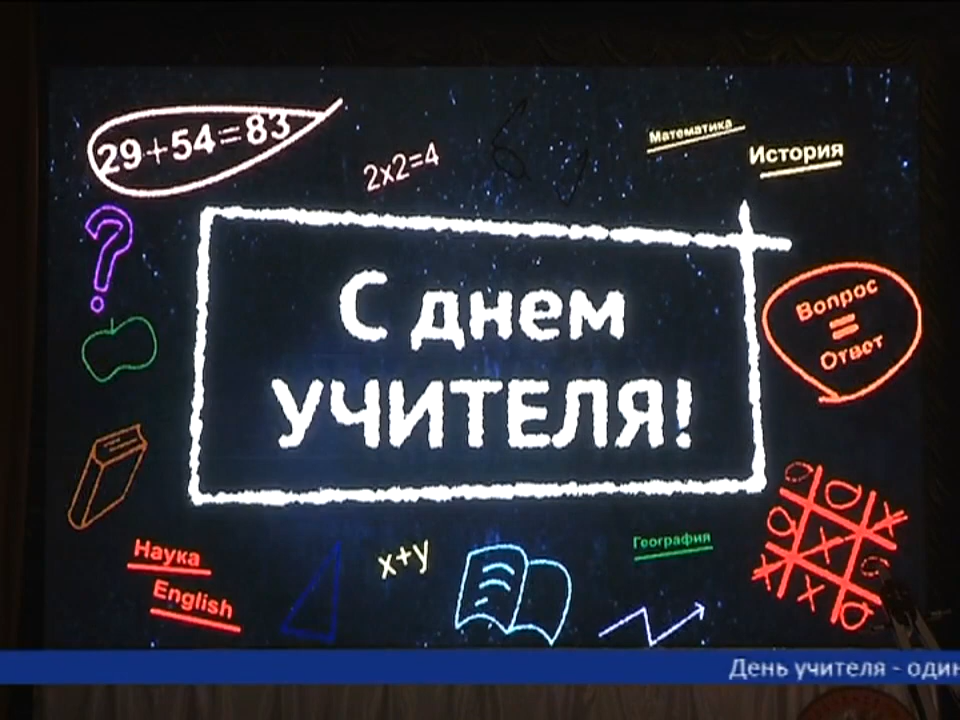 29+54=83
2x2=4
Математика
История
С днем
УЧИТЕЛЯ!
Вопрос
=
Ответ
Наука
English
x+y
География
День учителя - один